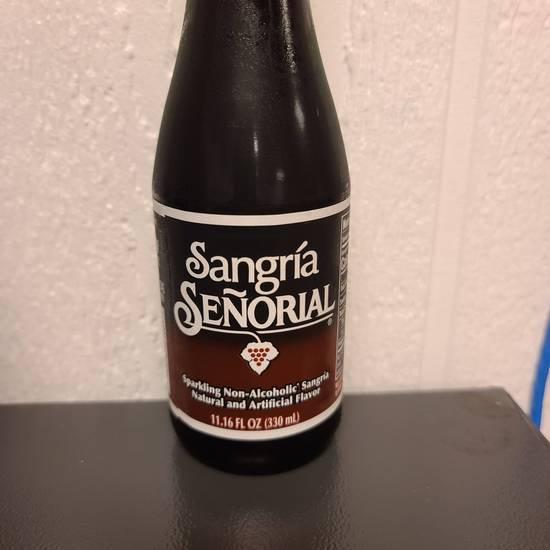 Sangría
SEÑORIAL®
Sparkling Non-Alcoholic* Sangria
Natural and Artificial Flavor
11.16 FL OZ (330 mL)